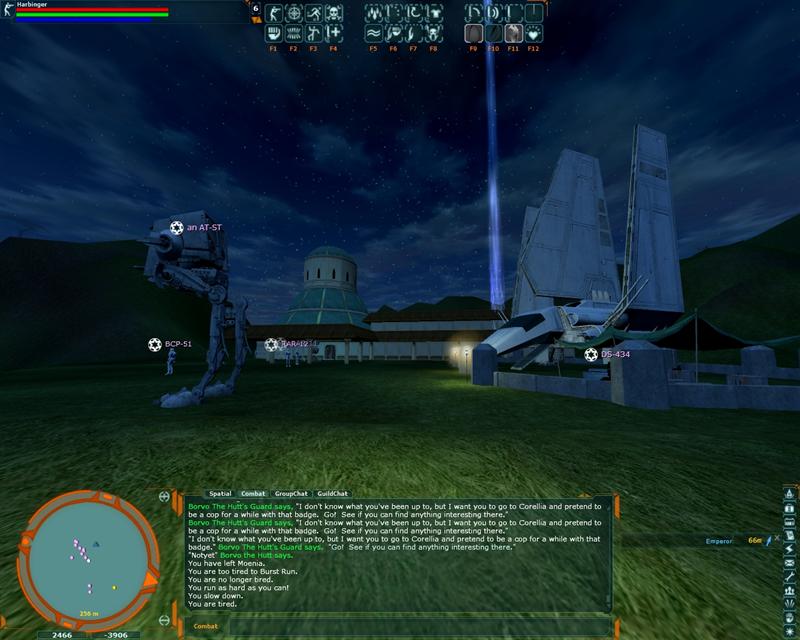 Harbinger
6
F1 F2 F3 F4 F5 F6 F7 F8 F9 F10 F11 F12
an AT-ST
BCP-51
DS-434
Spatial Combat GroupChat GuildChat
Borvo The Hutt's Guard says, "I don't know what you've been up to, but I want you to go to Corellia and pretend to
be a cop for a while with that badge.  Go!  See if you can find anything interesting there."
Borvo The Hutt's Guard says, "I don't know what you've been up to, but I want you to go to Corellia and pretend to
be a cop for a while with that badge.  Go!  See if you can find anything interesting there."
"I don't know what you've been up to, but I want you to go to Corellia and pretend to be a cop for a while with that
badge." Borvo The Hutt's Guard says.  "Go!  See if you can find anything interesting there."
"Notyet" Borvo the Hutt says.
You have left Moenia.
You are too tired to Burst Run.
You are no longer tired.
You run as hard as you can!
You slow down.
You are tired.
Combat
Emperor: 66m
256 m
2466 -3906